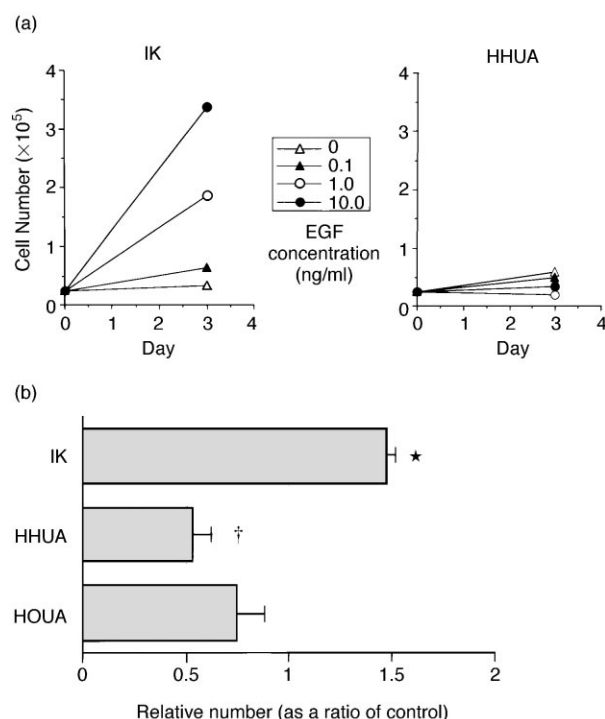 (a)
IK
HHUA
4
3
2
1
0
Cell Number (×10⁵)
0 1 2 3 4
Day
0
0.1
1.0
10.0
EGF
concentration
(ng/ml)
4
3
2
1
0
0 1 2 3 4
Day
(b)
IK
★
HHUA
†
HOUA
0 0.5 1 1.5 2
Relative number (as a ratio of control)